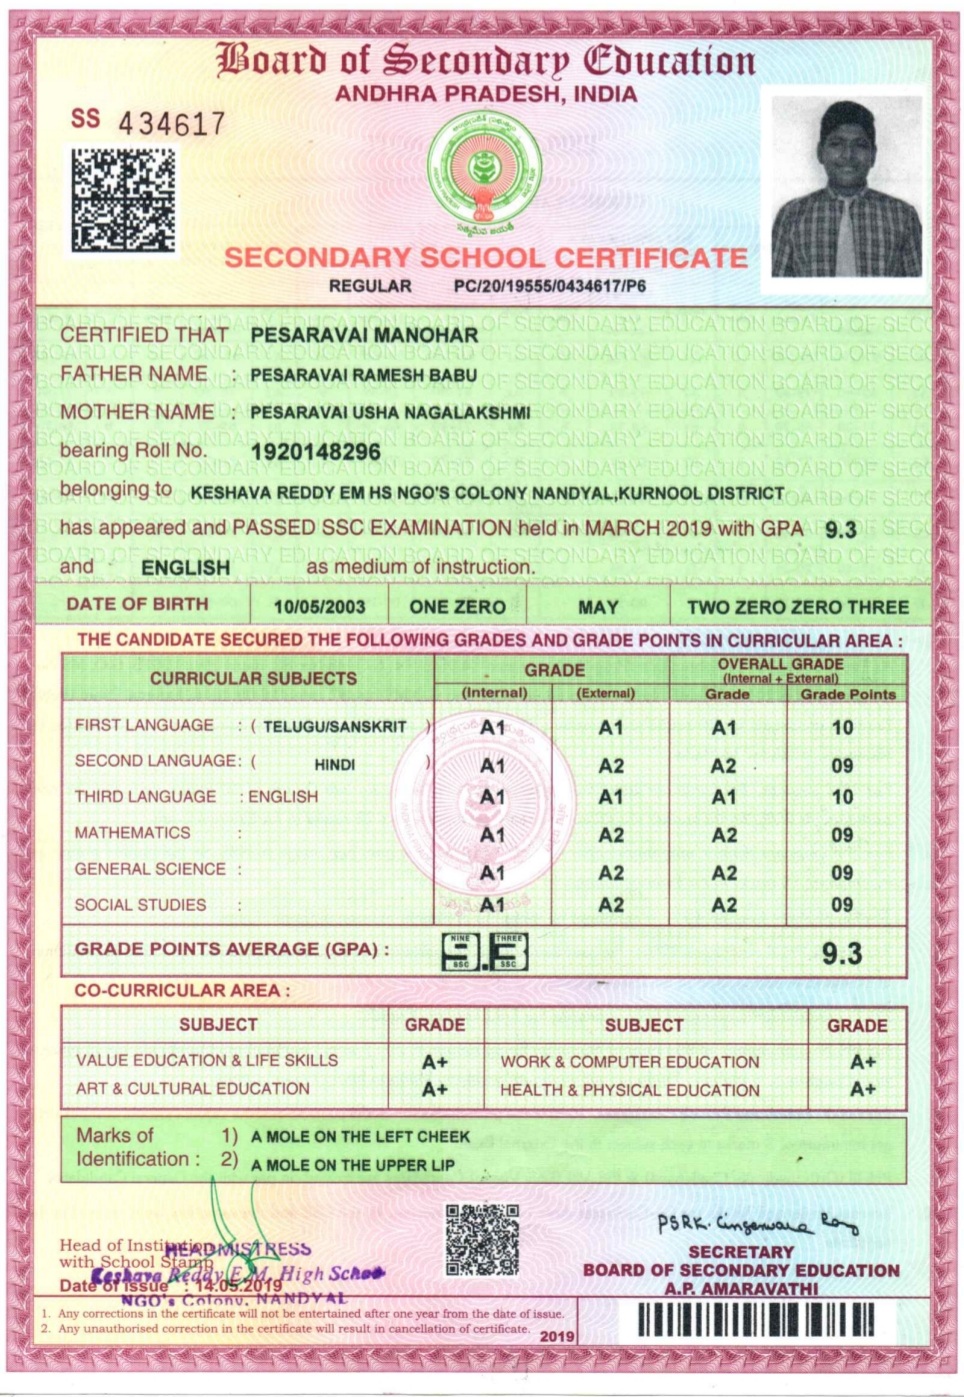 Board of Secondary Education
ANDHRA PRADESH, INDIA
SS 434617
SECONDARY SCHOOL CERTIFICATE
REGULAR PC/20/19555/0434617/P6
CERTIFIED THAT PESARAVAI MANOHAR
FATHER NAME : PESARAVAI RAMESH BABU
MOTHER NAME : PESARAVAI USHA NAGALAKSHMI
bearing Roll No. 1920148296
belonging to KESHAVA REDDY EM HS NGO'S COLONY NANDYAL,KURNOOL DISTRICT
has appeared and PASSED SSC EXAMINATION held in MARCH 2019 with GPA 9.3
and ENGLISH as medium of instruction.
DATE OF BIRTH 10/05/2003 ONE ZERO MAY TWO ZERO ZERO THREE
THE CANDIDATE SECURED THE FOLLOWING GRADES AND GRADE POINTS IN CURRICULAR AREA :
CURRICULAR SUBJECTS GRADE OVERALL GRADE
(Internal + External)
(Internal) (External) Grade Grade Points
FIRST LANGUAGE : ( TELUGU/SANSKRIT ) A1 A1 A1 10
SECOND LANGUAGE: ( HINDI ) A1 A2 A2 09
THIRD LANGUAGE : ENGLISH A1 A1 A1 10
MATHEMATICS : A1 A2 A2 09
GENERAL SCIENCE : A1 A2 A2 09
SOCIAL STUDIES : A1 A2 A2 09
GRADE POINTS AVERAGE (GPA) : NINE SSC 9.3 THREE SSC 9.3
CO-CURRICULAR AREA :
SUBJECT GRADE SUBJECT GRADE
VALUE EDUCATION & LIFE SKILLS A+ WORK & COMPUTER EDUCATION A+
ART & CULTURAL EDUCATION A+ HEALTH & PHYSICAL EDUCATION A+
Marks of 1) A MOLE ON THE LEFT CHEEK
Identification : 2) A MOLE ON THE UPPER LIP
Head of Institution
with School Stamp
HEADMISTRESS
Keshava Reddy E.M. High School
NGO's Colony, NANDYAL
Date of Issue : 14.05.2019
SECRETARY
BOARD OF SECONDARY EDUCATION
A.P. AMARAVATHI
1. Any corrections in the certificate will not be entertained after one year from the date of issue.
2. Any unauthorised correction in the certificate will result in cancellation of certificate.
2019